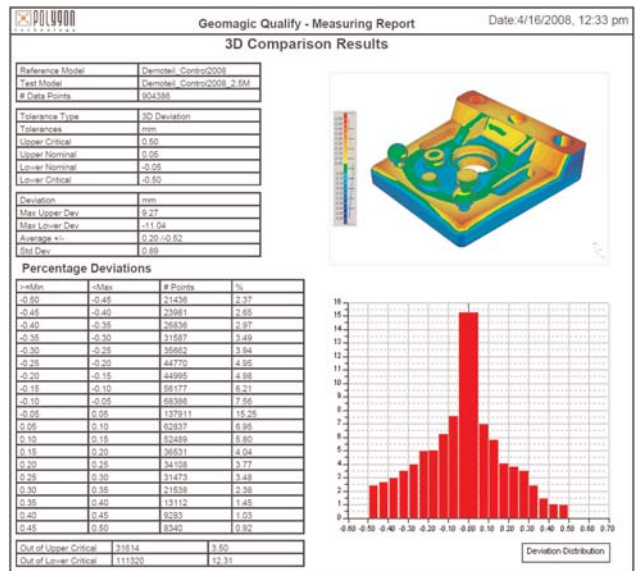 POLYGON
technology
Geomagic Qualify - Measuring Report
Date:4/16/2008, 12:33 pm
3D Comparison Results
Reference Model Demoteil_Control2008
Test Model Demoteil_Control2008_2.5M
# Data Points 904386
Tolerance Type 3D Deviation
Tolerances mm
Upper Critical 0.50
Upper Nominal 0.05
Lower Nominal -0.05
Lower Critical -0.50
Deviation mm
Max Upper Dev 9.27
Max Lower Dev -11.04
Average +/- 0.20 /-0.52
Std Dev 0.89
Percentage Deviations
>=Min <Max # Points %
-0.50 -0.45 21436 2.37
-0.45 -0.40 23981 2.65
-0.40 -0.35 26836 2.97
-0.35 -0.30 31587 3.49
-0.30 -0.25 35662 3.94
-0.25 -0.20 44770 4.95
-0.20 -0.15 44995 4.98
-0.15 -0.10 56177 6.21
-0.10 -0.05 68386 7.56
-0.05 0.05 137911 15.25
0.05 0.10 62837 6.95
0.10 0.15 52489 5.80
0.15 0.20 36531 4.04
0.20 0.25 34108 3.77
0.25 0.30 31473 3.48
0.30 0.35 21538 2.38
0.35 0.40 13112 1.45
0.40 0.45 9283 1.03
0.45 0.50 8340 0.92
Out of Upper Critical 31614 3.50
Out of Lower Critical 111320 12.31
16
15
14
13
12
11
10
9
8
7
6
5
4
3
2
1
0
-0.60 -0.50 -0.40 -0.30 -0.20 -0.10 -0.00 0.10 0.20 0.30 0.40 0.50 0.60 0.70
Deviation Distribution